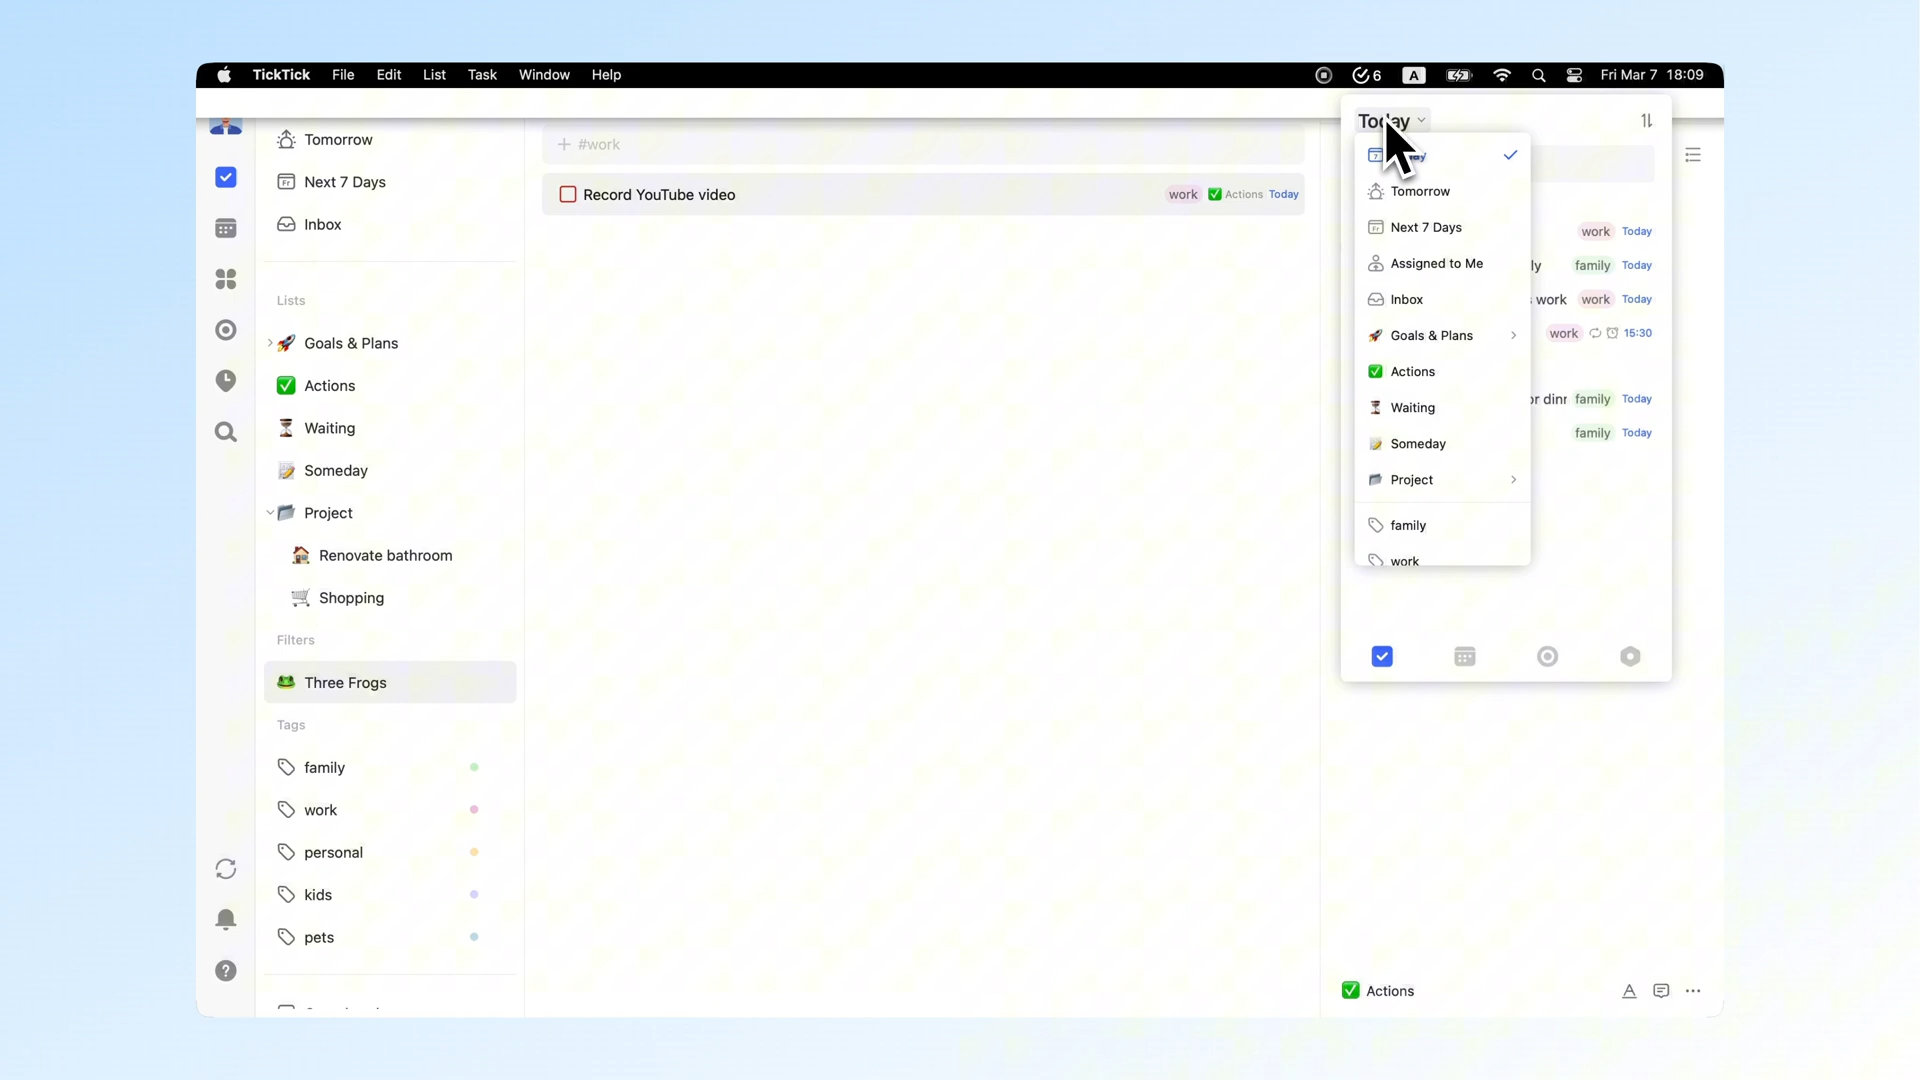 TickTick File Edit List Task Window Help
6 A Fri Mar 7 18:09
Tomorrow
Fr Next 7 Days
Inbox
Lists
Goals & Plans
Actions
Waiting
Someday
Project
Renovate bathroom
Shopping
Filters
Three Frogs
Tags
family
work
personal
kids
pets
+ #work
Record YouTube video work Actions Today
Today
7
Tomorrow
Fr Next 7 Days
Assigned to Me
Inbox
Goals & Plans
Actions
Waiting
Someday
Project
family
work
work Today
ly family Today
work work Today
work 15:30
family Today
family Today
Actions
A